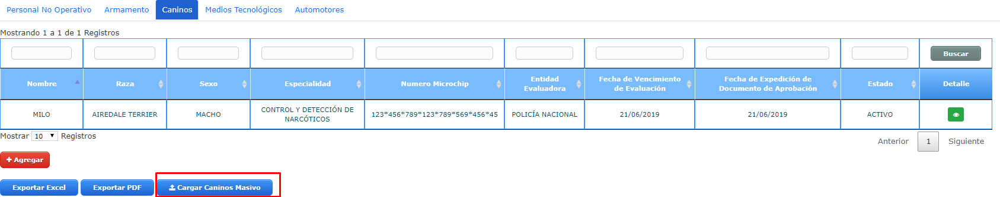 Personal No Operativo Armamento Caninos Medios Tecnológicos Automotores
Mostrando 1 a 1 de 1 Registros
Buscar
Nombre Raza Sexo Especialidad Numero Microchip Entidad Evaluadora Fecha de Vencimiento de Evaluación Fecha de Expedición de Documento de Aprobación Estado Detalle
MILO AIREDALE TERRIER MACHO CONTROL Y DETECCIÓN DE NARCÓTICOS 123*456*789*123*789*569*456*45 POLICÍA NACIONAL 21/06/2019 21/06/2019 ACTIVO
Mostrar 10 Registros
Anterior 1 Siguiente
Agregar
Exportar Excel Exportar PDF Cargar Caninos Masivo